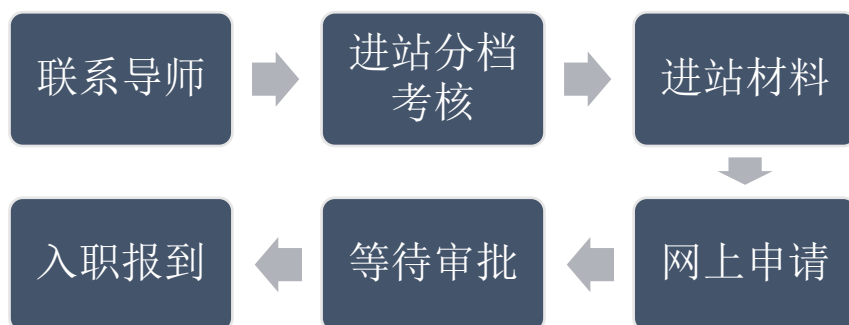 联系导师
进站分档
考核
进站材料
网上申请
等待审批
入职报到